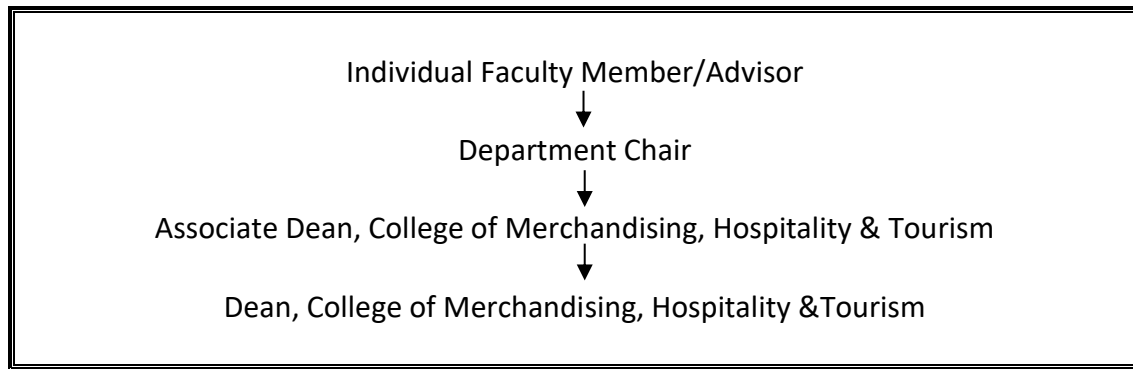 Individual Faculty Member/Advisor
Department Chair
Associate Dean, College of Merchandising, Hospitality & Tourism
Dean, College of Merchandising, Hospitality &Tourism